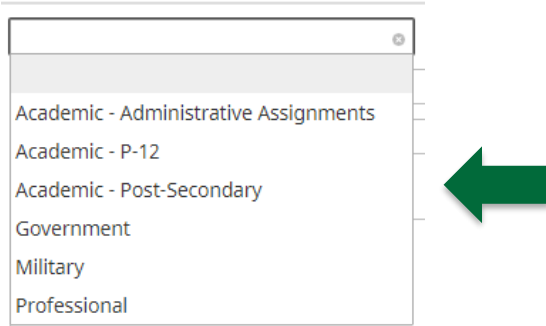 Academic - Administrative Assignments
Academic - P-12
Academic - Post-Secondary
Government
Military
Professional